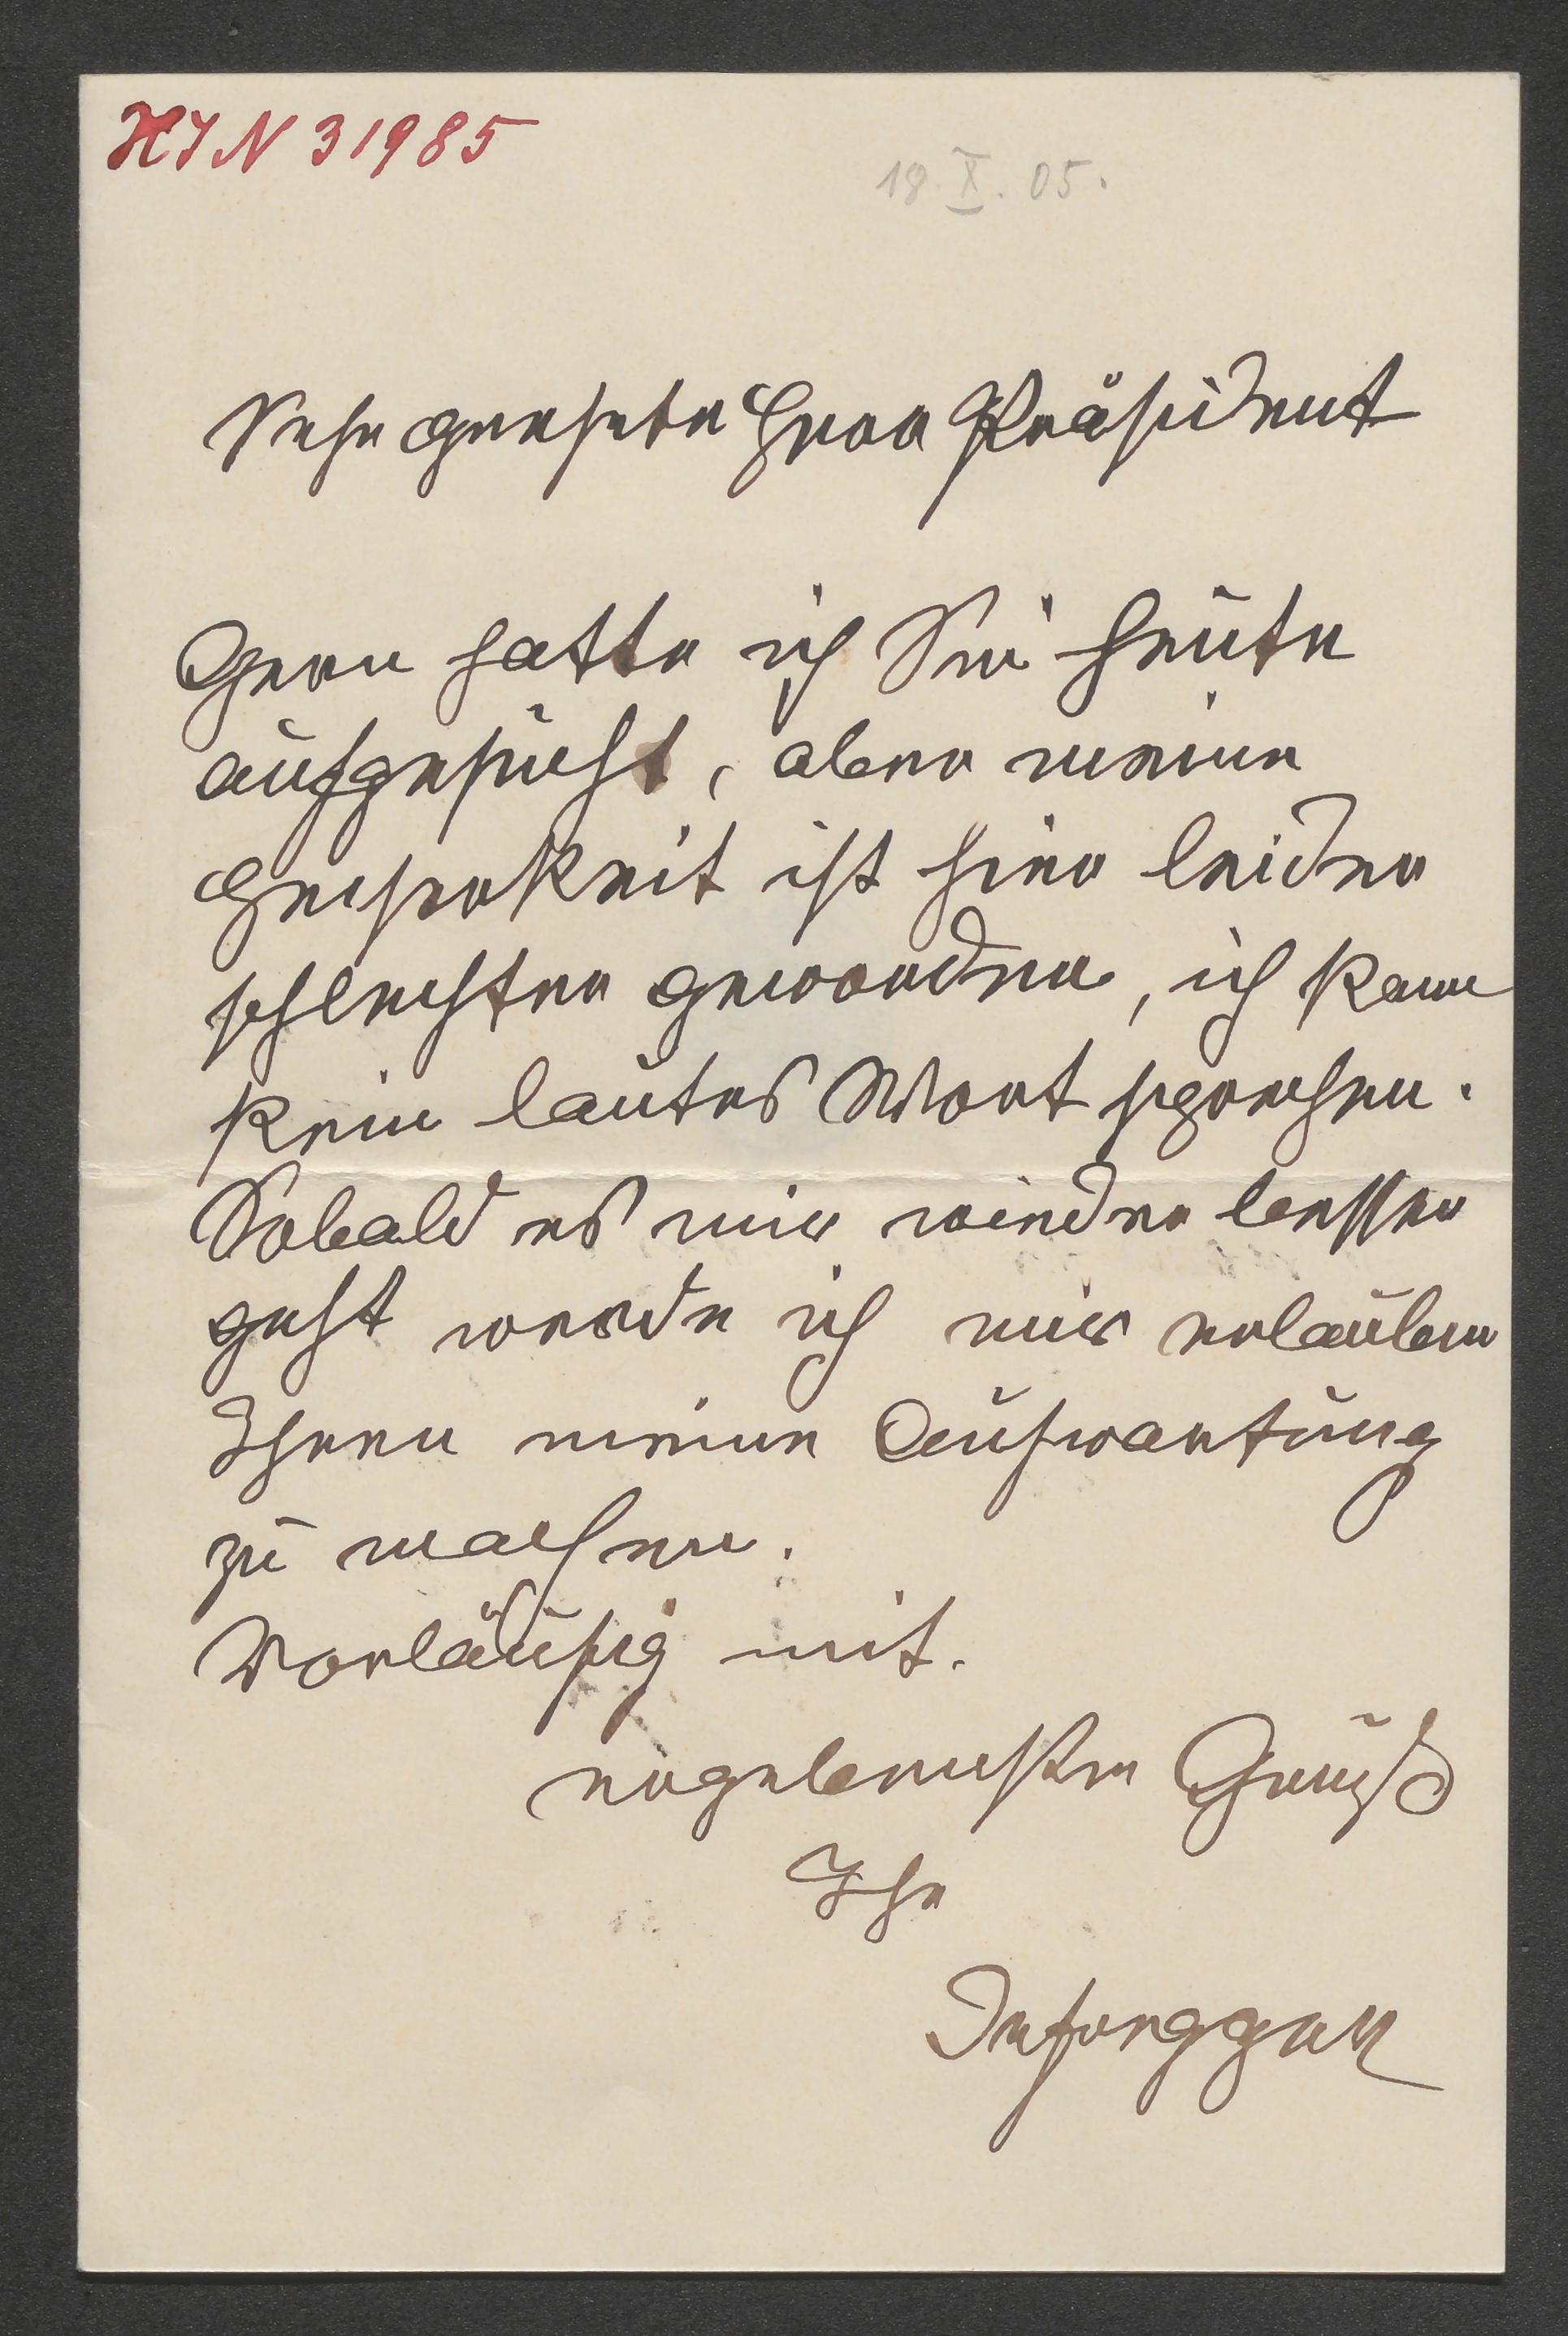 HIN 31985
18 X. 05.
Sehr geehrter Herr Präsident
Gern hätte ich Sie heute
aufgesucht, aber meine
Heiserkeit ist hier leider
schlechter geworden, ich kann
kein lautes Wort sprechen.
Sobald es mir wieder besser
geht werde ich mir erlauben
Ihnen meine Aufwartung
zu machen.
Vorläufig mit.
ergebenstem Gruß
Ihr